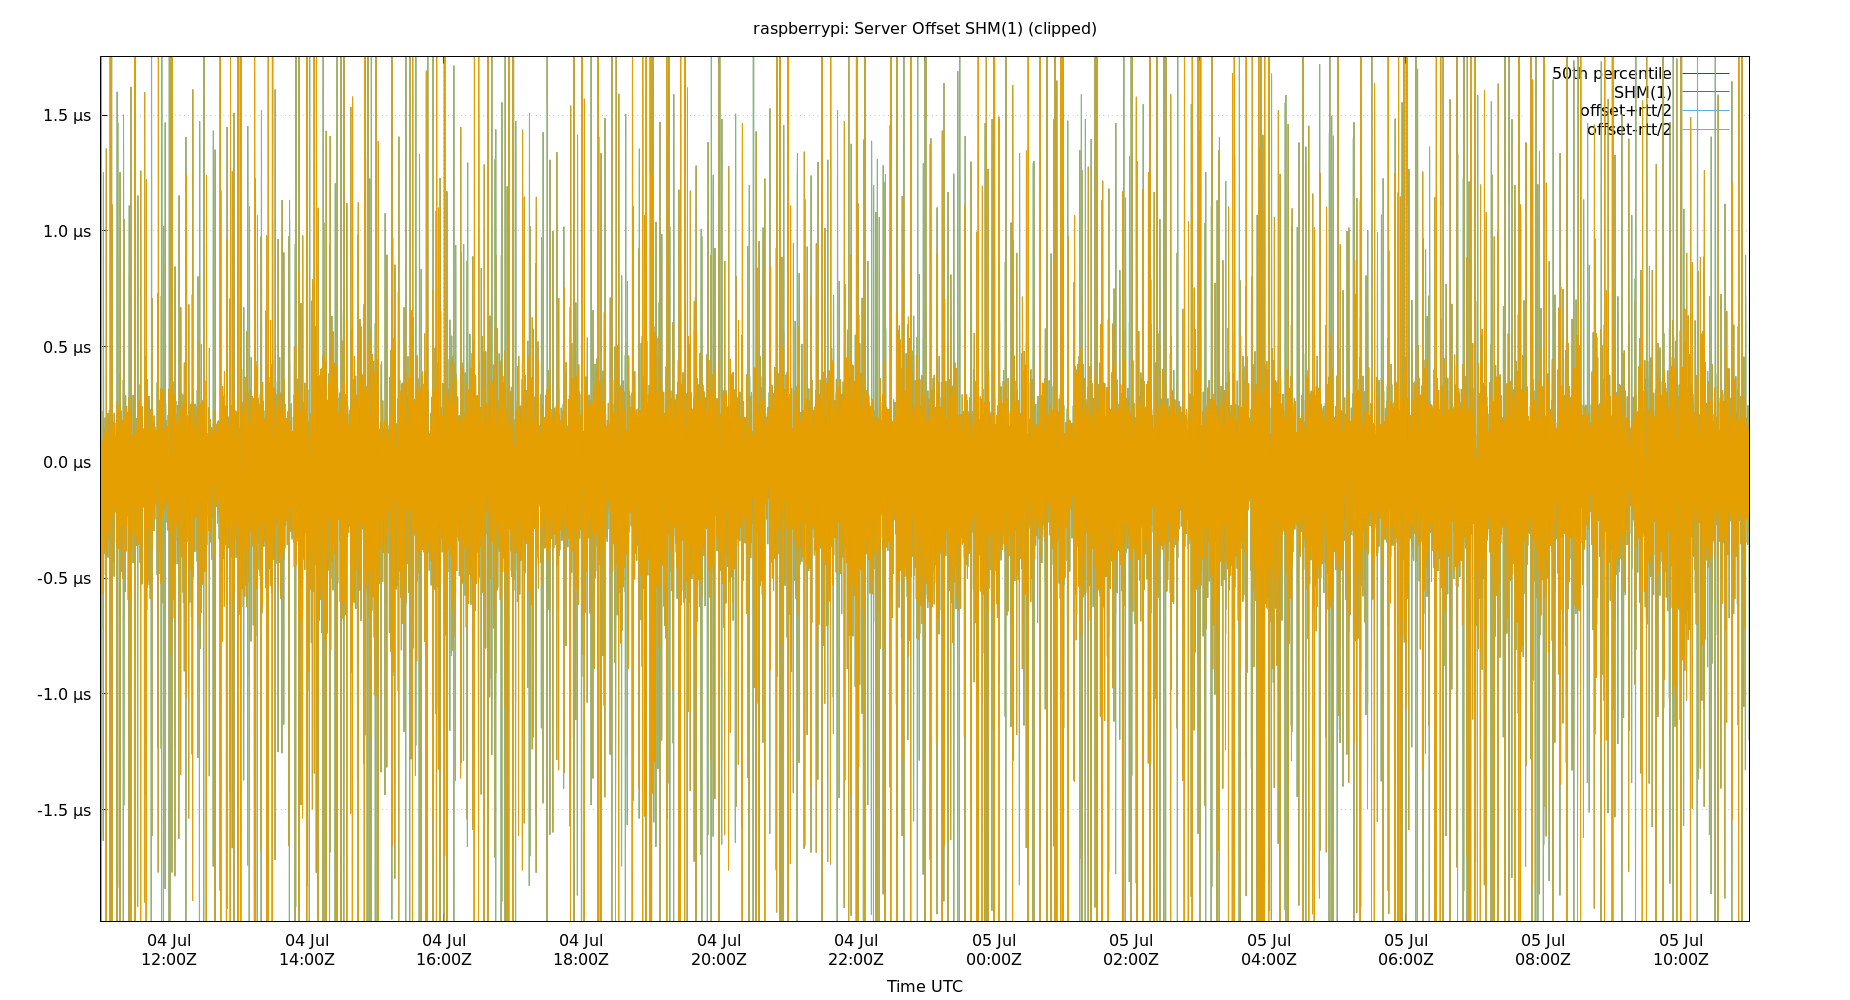 raspberrypi: Server Offset SHM(1) (clipped)
50th percentile
SHM(1)
offset+rtt/2
offset-rtt/2
1.5 µs
1.0 µs
0.5 µs
0.0 µs
-0.5 µs
-1.0 µs
-1.5 µs
04 Jul 04 Jul 04 Jul 04 Jul 04 Jul 04 Jul 05 Jul 05 Jul 05 Jul 05 Jul 05 Jul 05 Jul
12:00Z 14:00Z 16:00Z 18:00Z 20:00Z 22:00Z 00:00Z 02:00Z 04:00Z 06:00Z 08:00Z 10:00Z
Time UTC